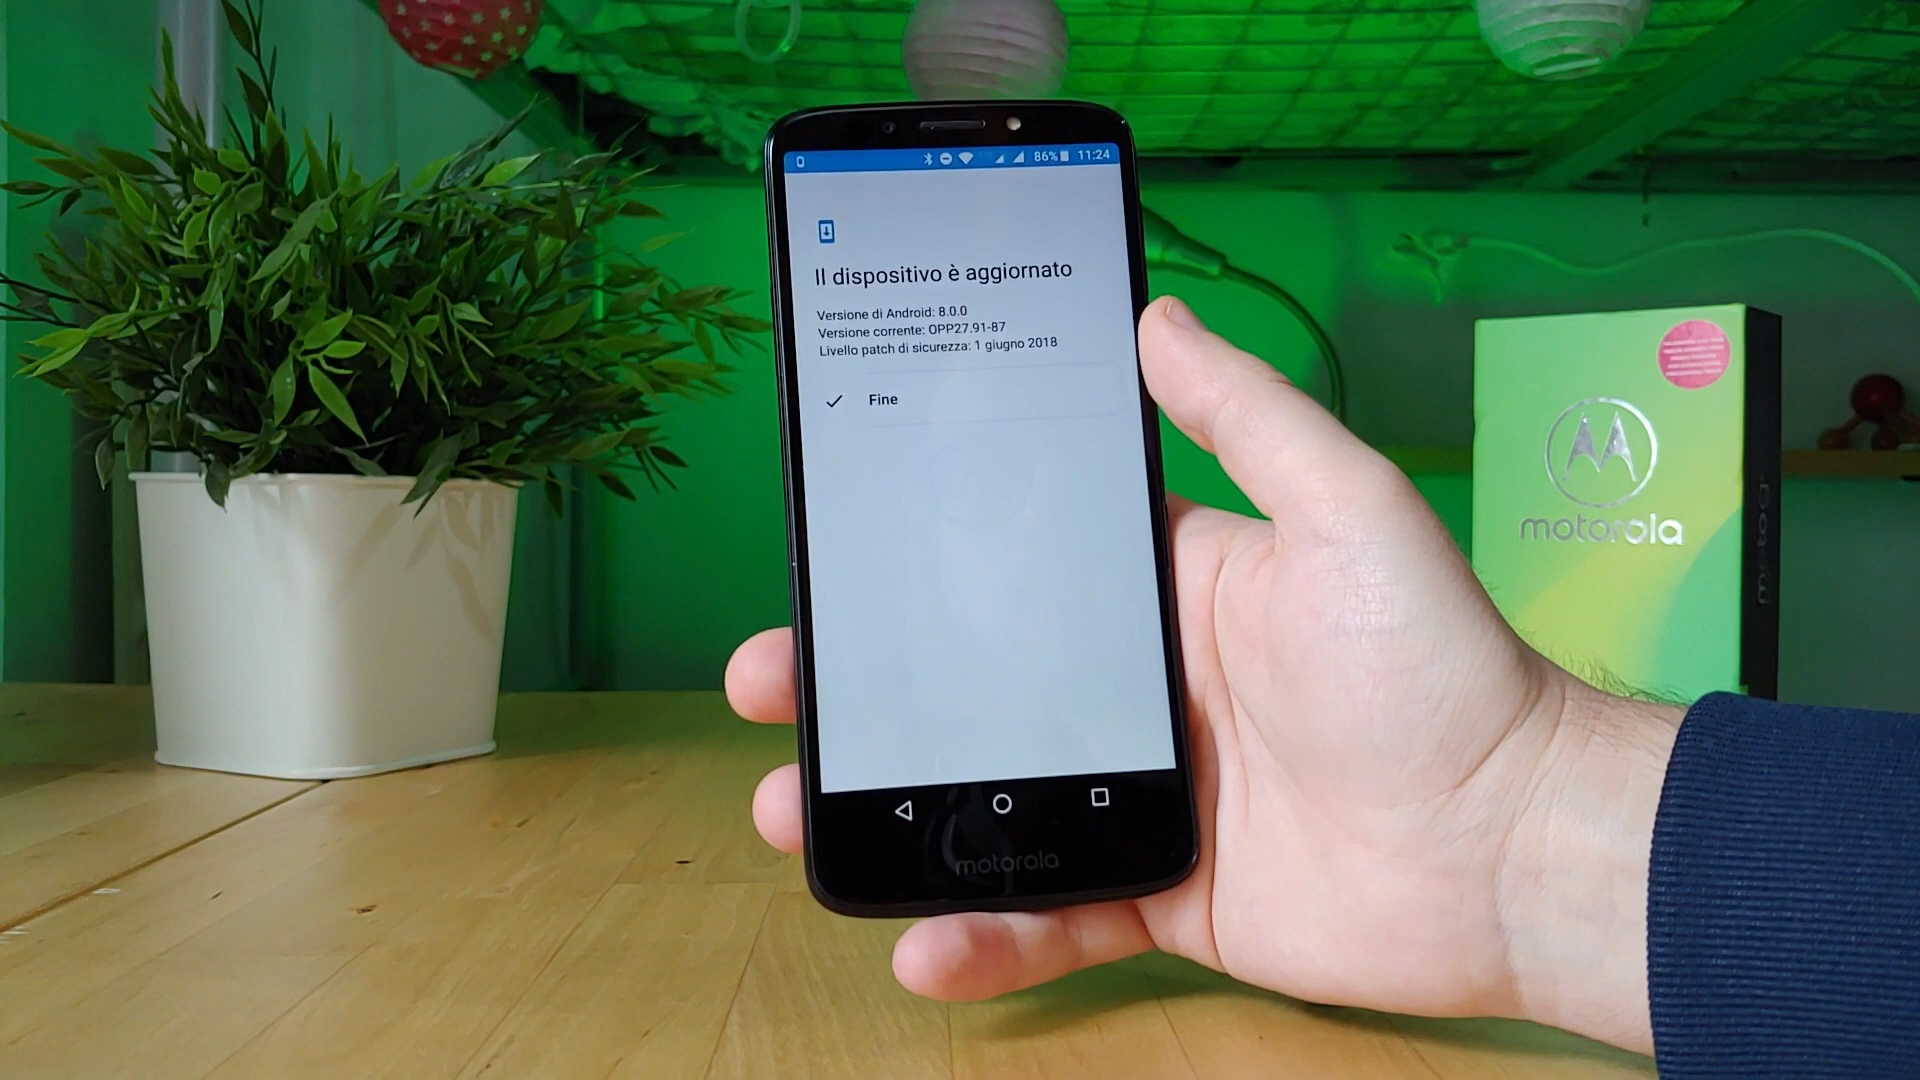 86% 11:24
Il dispositivo è aggiornato
Versione di Android: 8.0.0
Versione corrente: OPP27.91-87
Livello patch di sicurezza: 1 giugno 2018
Fine
motorola
motorola
moto g